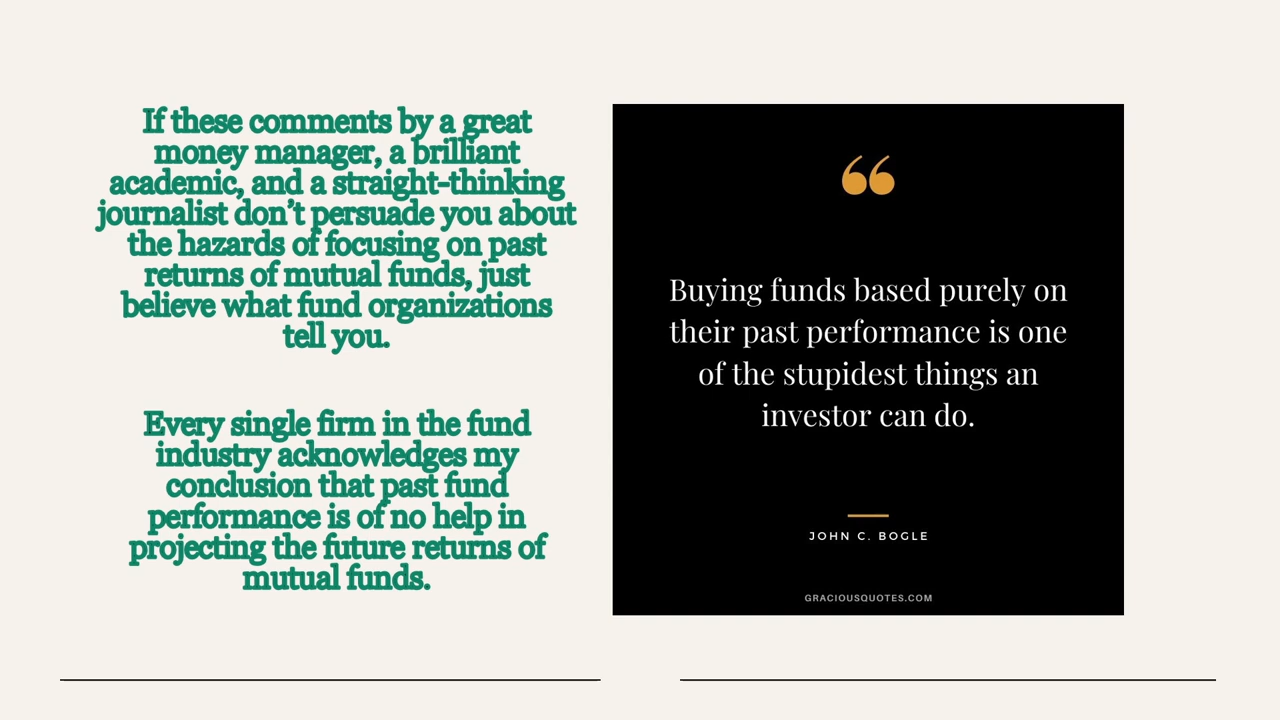 If these comments by a great
money manager, a brilliant
academic, and a straight-thinking
journalist don’t persuade you about
the hazards of focusing on past
returns of mutual funds, just
believe what fund organizations
tell you.
Every single firm in the fund
industry acknowledges my
conclusion that past fund
performance is of no help in
projecting the future returns of
mutual funds.
“
Buying funds based purely on
their past performance is one
of the stupidest things an
investor can do.
JOHN C. BOGLE
GRACIOUSQUOTES.COM